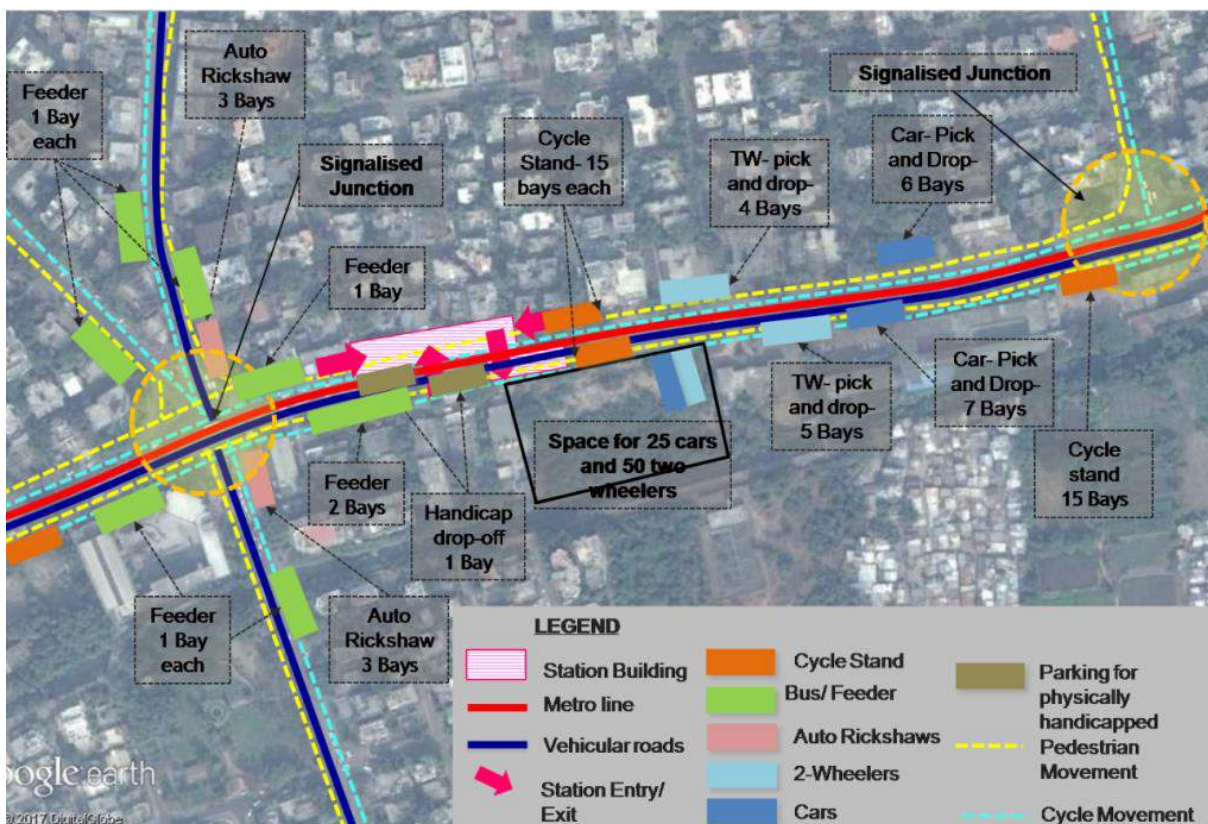 Auto
Rickshaw
3 Bays
Feeder
1 Bay
each
Signalised
Junction
Feeder
1 Bay
Cycle
Stand- 15
bays each
TW- pick
and drop-
4 Bays
Signalised Junction
Car- Pick
and Drop-
6 Bays
Space for 25 cars
and 50 two
wheelers
TW- pick
and drop-
5 Bays
Car- Pick
and Drop-
7 Bays
Cycle
stand
15 Bays
Feeder
2 Bays
Handicap
drop-off
1 Bay
Feeder
1 Bay
each
Auto
Rickshaw
3 Bays
LEGEND
Station Building
Metro line
Vehicular roads
Station Entry/
Exit
Cycle Stand
Bus/ Feeder
Auto Rickshaws
2-Wheelers
Cars
Parking for
physically
handicapped
Pedestrian
Movement
Cycle Movement
oogle earth
© 2017 DigitalGlobe